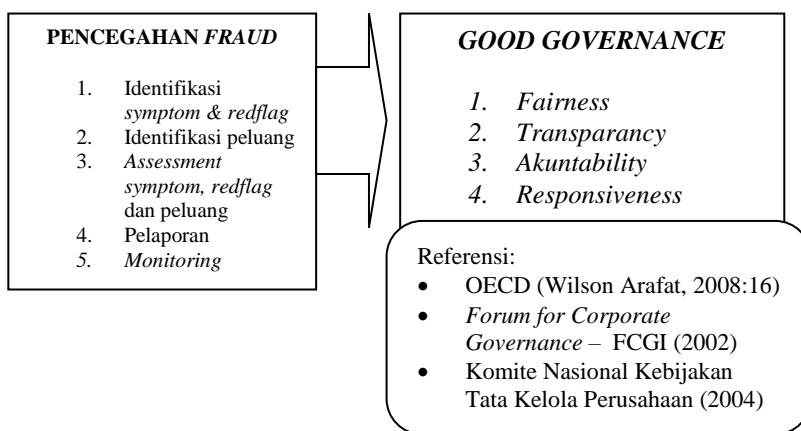 PENCEGAHAN FRAUD
1. Identifikasi
symptom & redflag
2. Identifikasi peluang
3. Assessment
symptom, redflag
dan peluang
4. Pelaporan
5. Monitoring
GOOD GOVERNANCE
1. Fairness
2. Transparancy
3. Akuntability
4. Responsiveness
Referensi:
• OECD (Wilson Arafat, 2008:16)
• Forum for Corporate
Governance – FCGI (2002)
• Komite Nasional Kebijakan
Tata Kelola Perusahaan (2004)